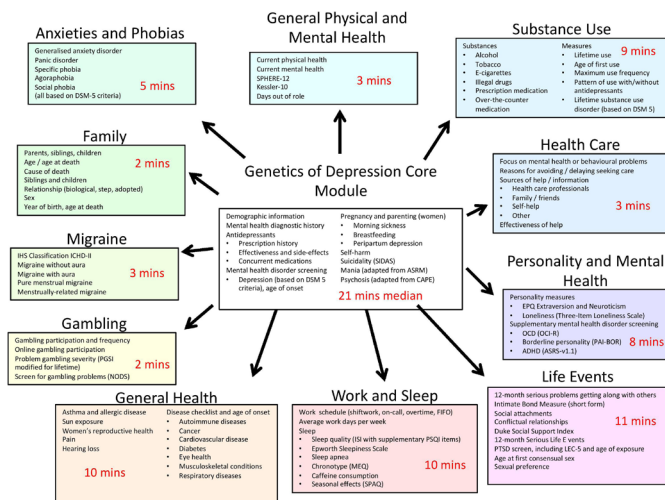 Anxieties and Phobias
Generalised anxiety disorder
Panic disorder
Specific phobia
Agoraphobia
Social phobia
(all based on DSM-5 criteria)
5 mins
General Physical and
Mental Health
Current physical health
Current mental health
SPHERE-12
Kessler-10
Days out of role
3 mins
Substance Use
Substances
• Alcohol
• Tobacco
• E-cigarettes
• Illegal drugs
• Prescription medication
• Over-the-counter
medication
Measures
• Lifetime use
• Age of first use
• Maximum use frequency
• Pattern of use with/without
antidepressants
• Lifetime substance use
disorder (based on DSM 5)
9 mins
Family
Parents, siblings, children
Age / age at death
Cause of death
Siblings and children
Relationship (biological, step, adopted)
Sex
Year of birth, age at death
2 mins
Genetics of Depression Core
Module
Demographic information
Mental health diagnostic history
Antidepressants
• Prescription history
• Effectiveness and side-effects
• Concurrent medications
Mental health disorder screening
• Depression (based on DSM 5
criteria), age of onset
Pregnancy and parenting (women)
• Morning sickness
• Breastfeeding
• Peripartum depression
Self-harm
Suicidality (SIDAS)
Mania (adapted from ASRM)
Psychosis (adapted from CAPE)
21 mins median
Health Care
Focus on mental health or behavioural problems
Reasons for avoiding / delaying seeking care
Sources of help / information
• Health care professionals
• Family / friends
• Self-help
• Other
Effectiveness of help
3 mins
Migraine
IHS Classification ICHD-II
Migraine without aura
Migraine with aura
Pure menstrual migraine
Menstrually-related migraine
3 mins
Personality and Mental
Health
Personality measures
• EPQ Extraversion and Neuroticism
• Loneliness (Three-Item Loneliness Scale)
Supplementary mental health disorder screening
• OCD (OCI-R)
• Borderline personality (PAI-BOR)
• ADHD (ASRS-v1.1)
8 mins
Gambling
Gambling participation and frequency
Online gambling participation
Problem gambling severity (PGSI
modified for lifetime)
Screen for gambling problems (NODS)
2 mins
General Health
Asthma and allergic disease
Sun exposure
Women's reproductive health
Pain
Hearing loss
Disease checklist and age of onset
• Autoimmune diseases
• Cancer
• Cardiovascular disease
• Diabetes
• Eye health
• Musculoskeletal conditions
• Respiratory diseases
10 mins
Work and Sleep
Work schedule (shiftwork, on-call, overtime, FIFO)
Average work days per week
Sleep
• Sleep quality (ISI with supplementary PSQI items)
• Epworth Sleepiness Scale
• Sleep apnea
• Chronotype (MEQ)
• Caffeine consumption
• Seasonal effects (SPAQ)
10 mins
Life Events
12-month serious problems getting along with others
Intimate Bond Measure (short form)
Social attachments
Conflictual relationships
Duke Social Support Index
12-month Serious Life E vents
PTSD screen, including LEC-5 and age of exposure
Age at first consensual sex
Sexual preference
11 mins